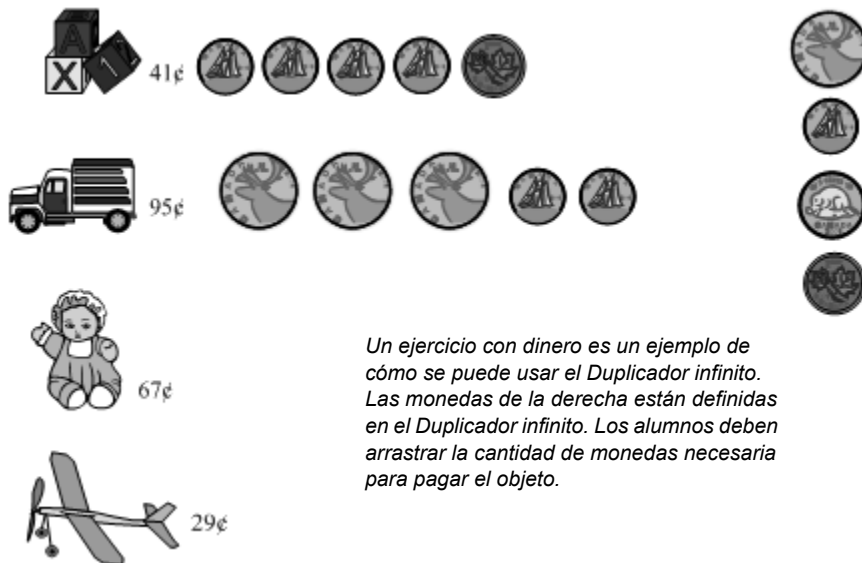 A
X 1
41¢
95¢
67¢
Un ejercicio con dinero es un ejemplo de
cómo se puede usar el Duplicador infinito.
Las monedas de la derecha están definidas
en el Duplicador infinito. Los alumnos deben
arrastrar la cantidad de monedas necesaria
para pagar el objeto.
29¢